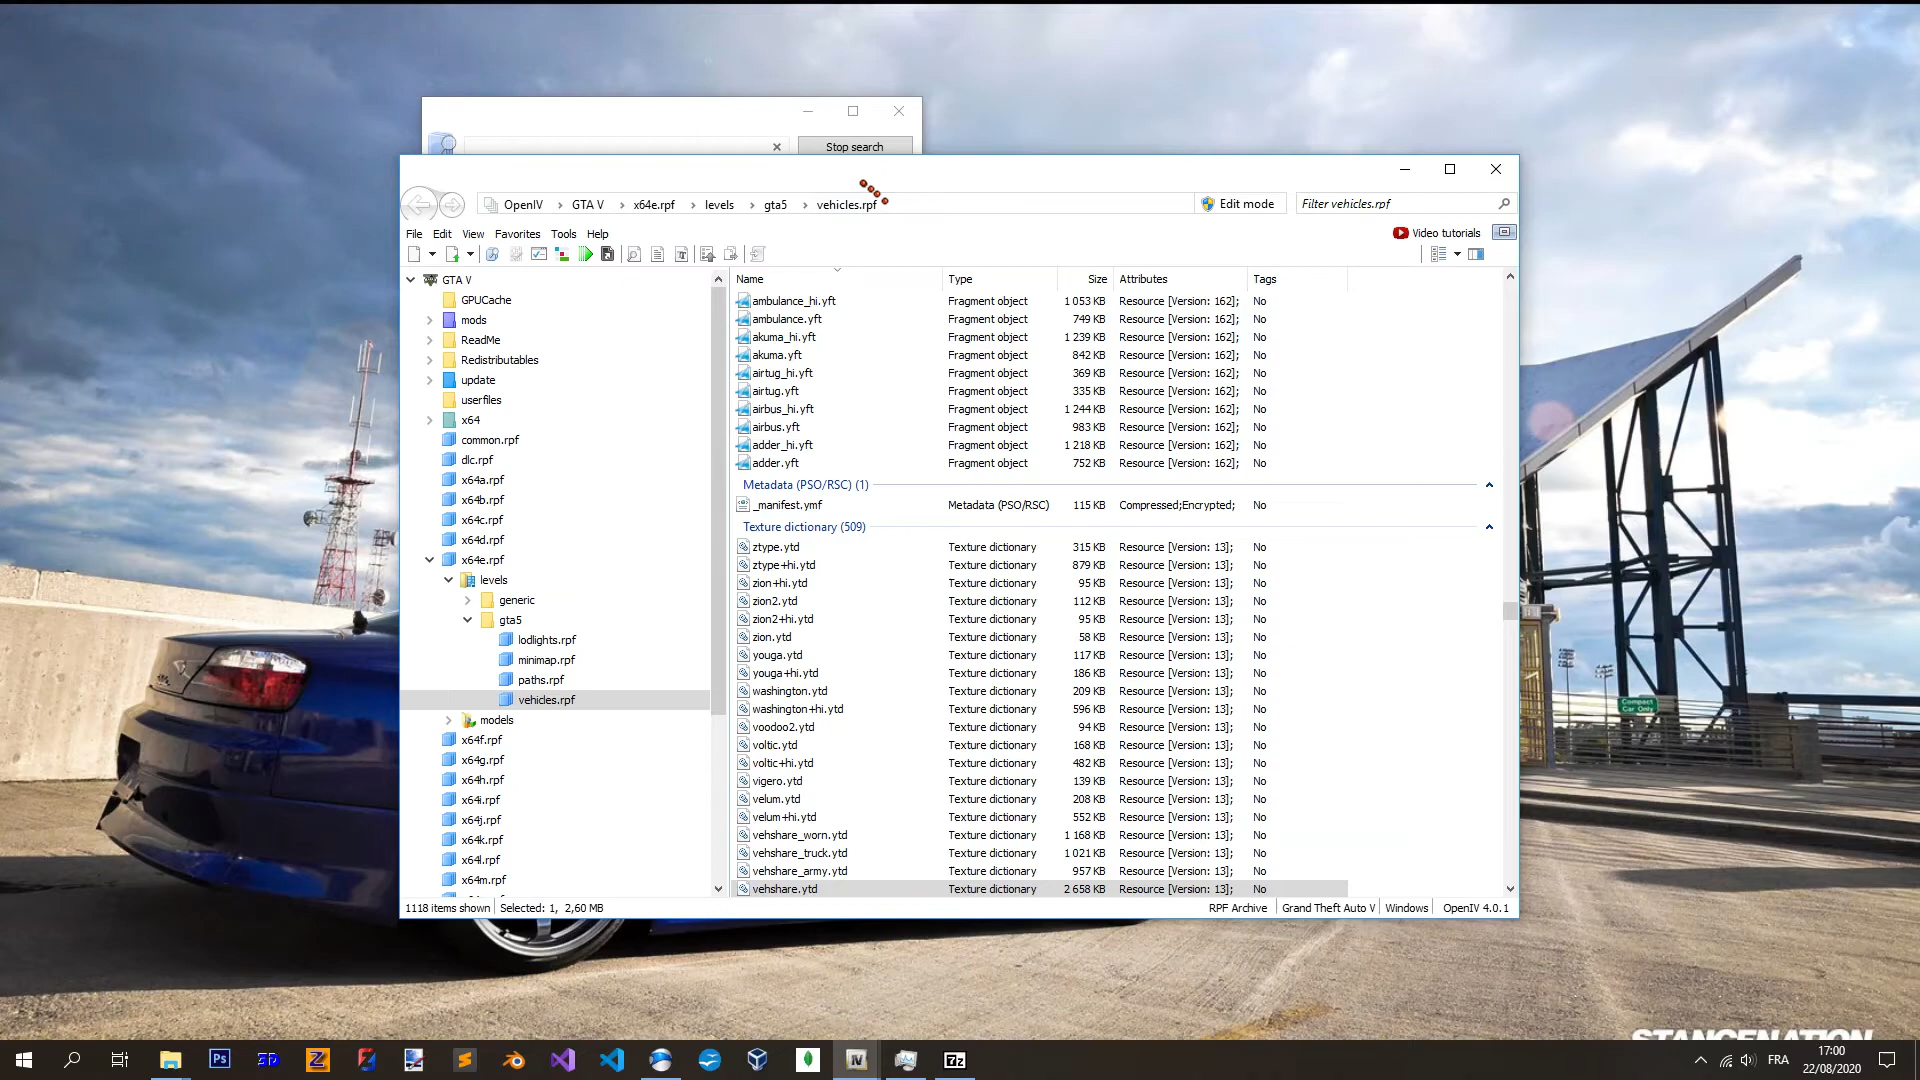 Stop search
OpenIV GTA V x64e.rpf levels gta5 vehicles.rpf Edit mode Filter vehicles.rpf
File Edit View Favorites Tools Help Video tutorials
GTA V
GPUCache
mods
ReadMe
Redistributables
update
userfiles
x64
common.rpf
dlc.rpf
x64a.rpf
x64b.rpf
x64c.rpf
x64d.rpf
x64e.rpf
levels
generic
gta5
lodlights.rpf
minimap.rpf
paths.rpf
vehicles.rpf
models
x64f.rpf
x64g.rpf
x64h.rpf
x64i.rpf
x64j.rpf
x64k.rpf
x64l.rpf
x64m.rpf
Name Type Size Attributes Tags
ambulance_hi.yft Fragment object 1 053 KB Resource [Version: 162]; No
ambulance.yft Fragment object 749 KB Resource [Version: 162]; No
akuma_hi.yft Fragment object 1 239 KB Resource [Version: 162]; No
akuma.yft Fragment object 842 KB Resource [Version: 162]; No
airtug_hi.yft Fragment object 369 KB Resource [Version: 162]; No
airtug.yft Fragment object 335 KB Resource [Version: 162]; No
airbus_hi.yft Fragment object 1 244 KB Resource [Version: 162]; No
airbus.yft Fragment object 983 KB Resource [Version: 162]; No
adder_hi.yft Fragment object 1 218 KB Resource [Version: 162]; No
adder.yft Fragment object 752 KB Resource [Version: 162]; No
Metadata (PSO/RSC) (1)
_manifest.ymf Metadata (PSO/RSC) 115 KB Compressed;Encrypted; No
Texture dictionary (509)
ztype.ytd Texture dictionary 315 KB Resource [Version: 13]; No
ztype+hi.ytd Texture dictionary 879 KB Resource [Version: 13]; No
zion+hi.ytd Texture dictionary 95 KB Resource [Version: 13]; No
zion2.ytd Texture dictionary 112 KB Resource [Version: 13]; No
zion2+hi.ytd Texture dictionary 95 KB Resource [Version: 13]; No
zion.ytd Texture dictionary 58 KB Resource [Version: 13]; No
youga.ytd Texture dictionary 117 KB Resource [Version: 13]; No
youga+hi.ytd Texture dictionary 186 KB Resource [Version: 13]; No
washington.ytd Texture dictionary 209 KB Resource [Version: 13]; No
washington+hi.ytd Texture dictionary 596 KB Resource [Version: 13]; No
voodoo2.ytd Texture dictionary 94 KB Resource [Version: 13]; No
voltic.ytd Texture dictionary 168 KB Resource [Version: 13]; No
voltic+hi.ytd Texture dictionary 482 KB Resource [Version: 13]; No
vigero.ytd Texture dictionary 139 KB Resource [Version: 13]; No
velum.ytd Texture dictionary 208 KB Resource [Version: 13]; No
velum+hi.ytd Texture dictionary 552 KB Resource [Version: 13]; No
vehshare_worn.ytd Texture dictionary 1 168 KB Resource [Version: 13]; No
vehshare_truck.ytd Texture dictionary 1 021 KB Resource [Version: 13]; No
vehshare_army.ytd Texture dictionary 957 KB Resource [Version: 13]; No
vehshare.ytd Texture dictionary 2 658 KB Resource [Version: 13]; No
1118 items shown Selected: 1, 2,60 MB RPF Archive Grand Theft Auto V Windows OpenIV 4.0.1
Compact
Car Only
STANCENATION
Ps
3D
Z
IV
7z
FRA
17:00
22/08/2020